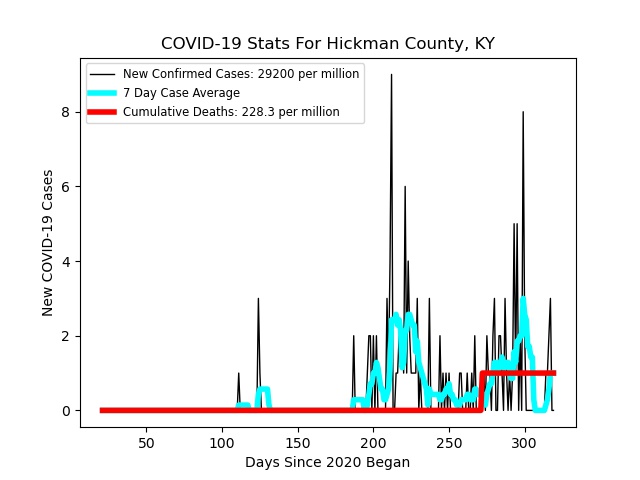 COVID-19 Stats For Hickman County, KY
New Confirmed Cases: 29200 per million
7 Day Case Average
Cumulative Deaths: 228.3 per million
New COVID-19 Cases
8
6
4
2
0
50 100 150 200 250 300
Days Since 2020 Began